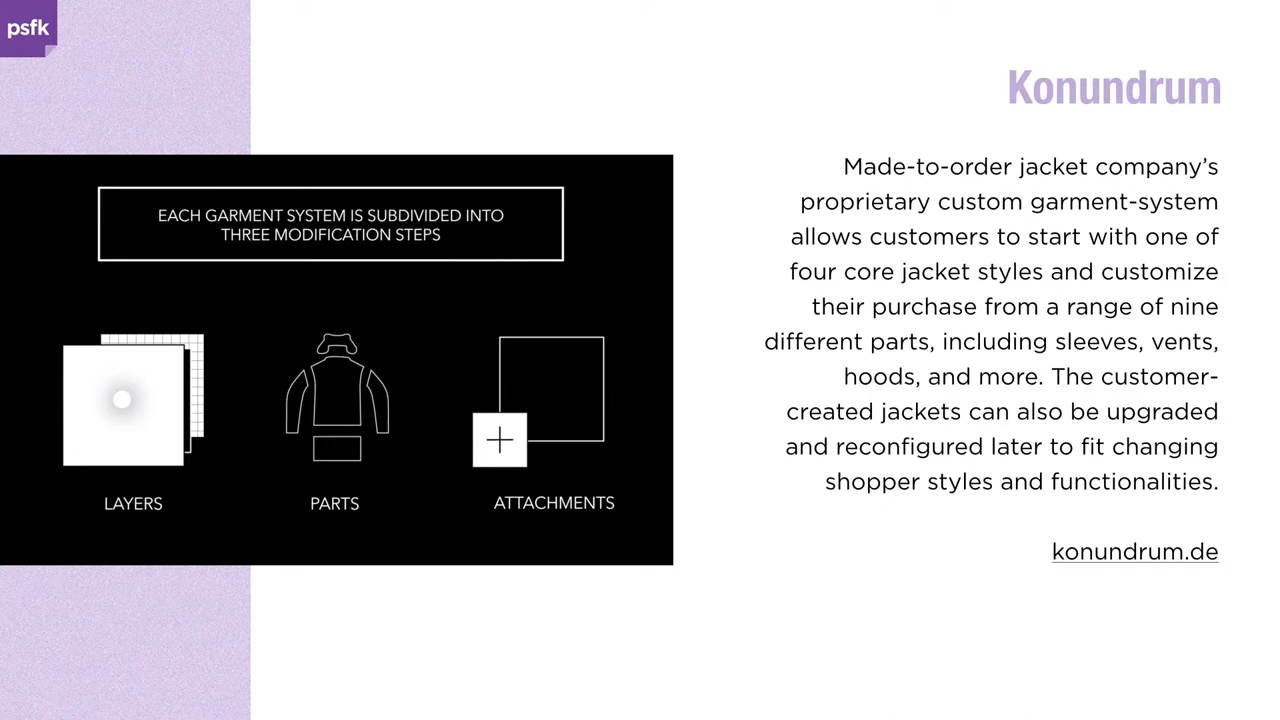 psfk
Konundrum
EACH GARMENT SYSTEM IS SUBDIVIDED INTO
THREE MODIFICATION STEPS
LAYERS
PARTS
ATTACHMENTS
Made-to-order jacket company’s
proprietary custom garment-system
allows customers to start with one of
four core jacket styles and customize
their purchase from a range of nine
different parts, including sleeves, vents,
hoods, and more. The customer-
created jackets can also be upgraded
and reconfigured later to fit changing
shopper styles and functionalities.
konundrum.de